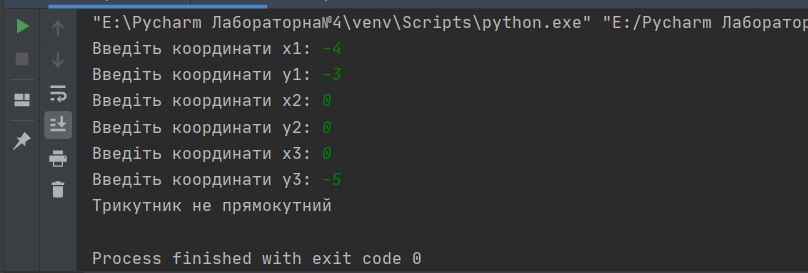 "E:\Pycharm Лабораторна№4\venv\Scripts\python.exe" "E:/Pycharm Лаборатор
Введіть координати x1: -4
Введіть координати y1: -3
Введіть координати x2: 0
Введіть координати y2: 0
Введіть координати x3: 0
Введіть координати y3: -5
Трикутник не прямокутний
Process finished with exit code 0